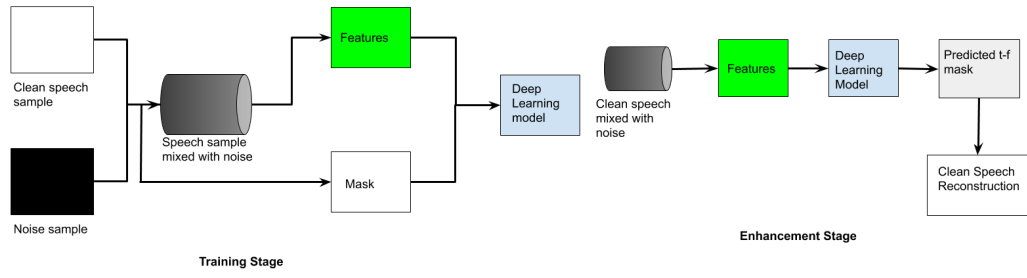 Clean speech
sample
Noise sample
Speech sample
mixed with noise
Features
Mask
Deep
Learning
model
Training Stage
Clean speech
mixed with
noise
Features
Deep
Learning
Model
Predicted t-f
mask
Clean Speech
Reconstruction
Enhancement Stage